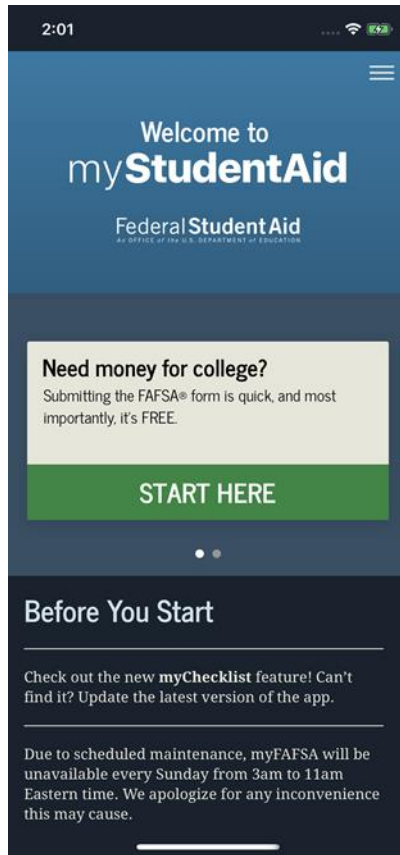 2:01
Welcome to
myStudentAid
Federal Student Aid
An OFFICE of the U.S. DEPARTMENT of EDUCATION
Need money for college?
Submitting the FAFSA® form is quick, and most
importantly, it's FREE.
START HERE
Before You Start
Check out the new myChecklist feature! Can't
find it? Update the latest version of the app.
Due to scheduled maintenance, myFAFSA will be
unavailable every Sunday from 3am to 11am
Eastern time. We apologize for any inconvenience
this may cause.